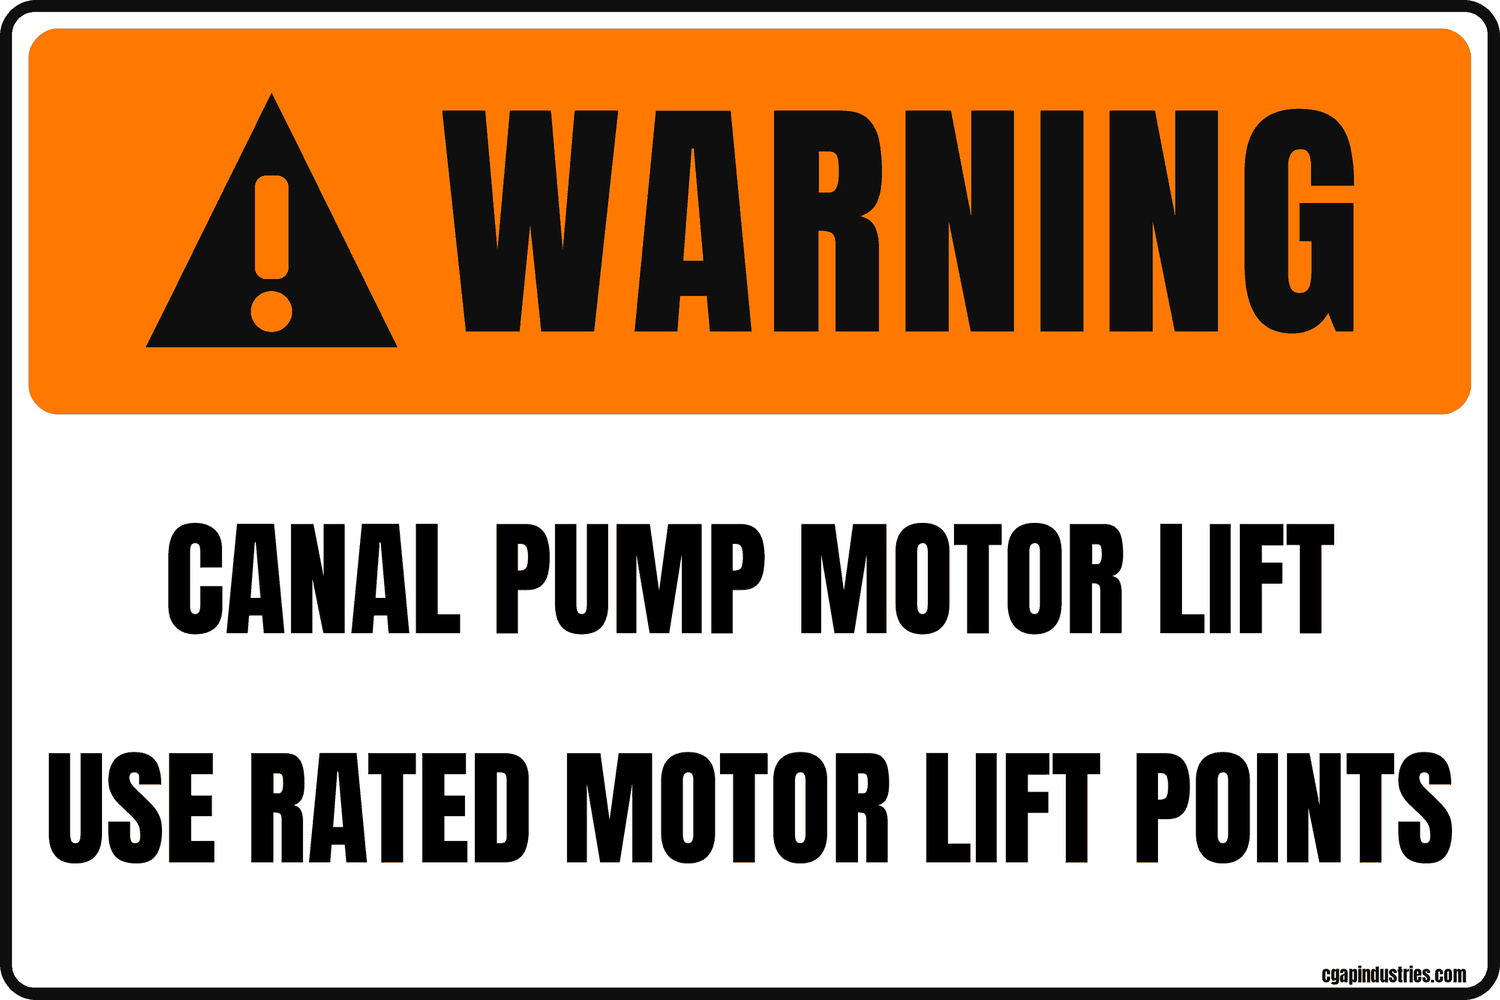 WARNING
CANAL PUMP MOTOR LIFT
USE RATED MOTOR LIFT POINTS
cgapindustries.com